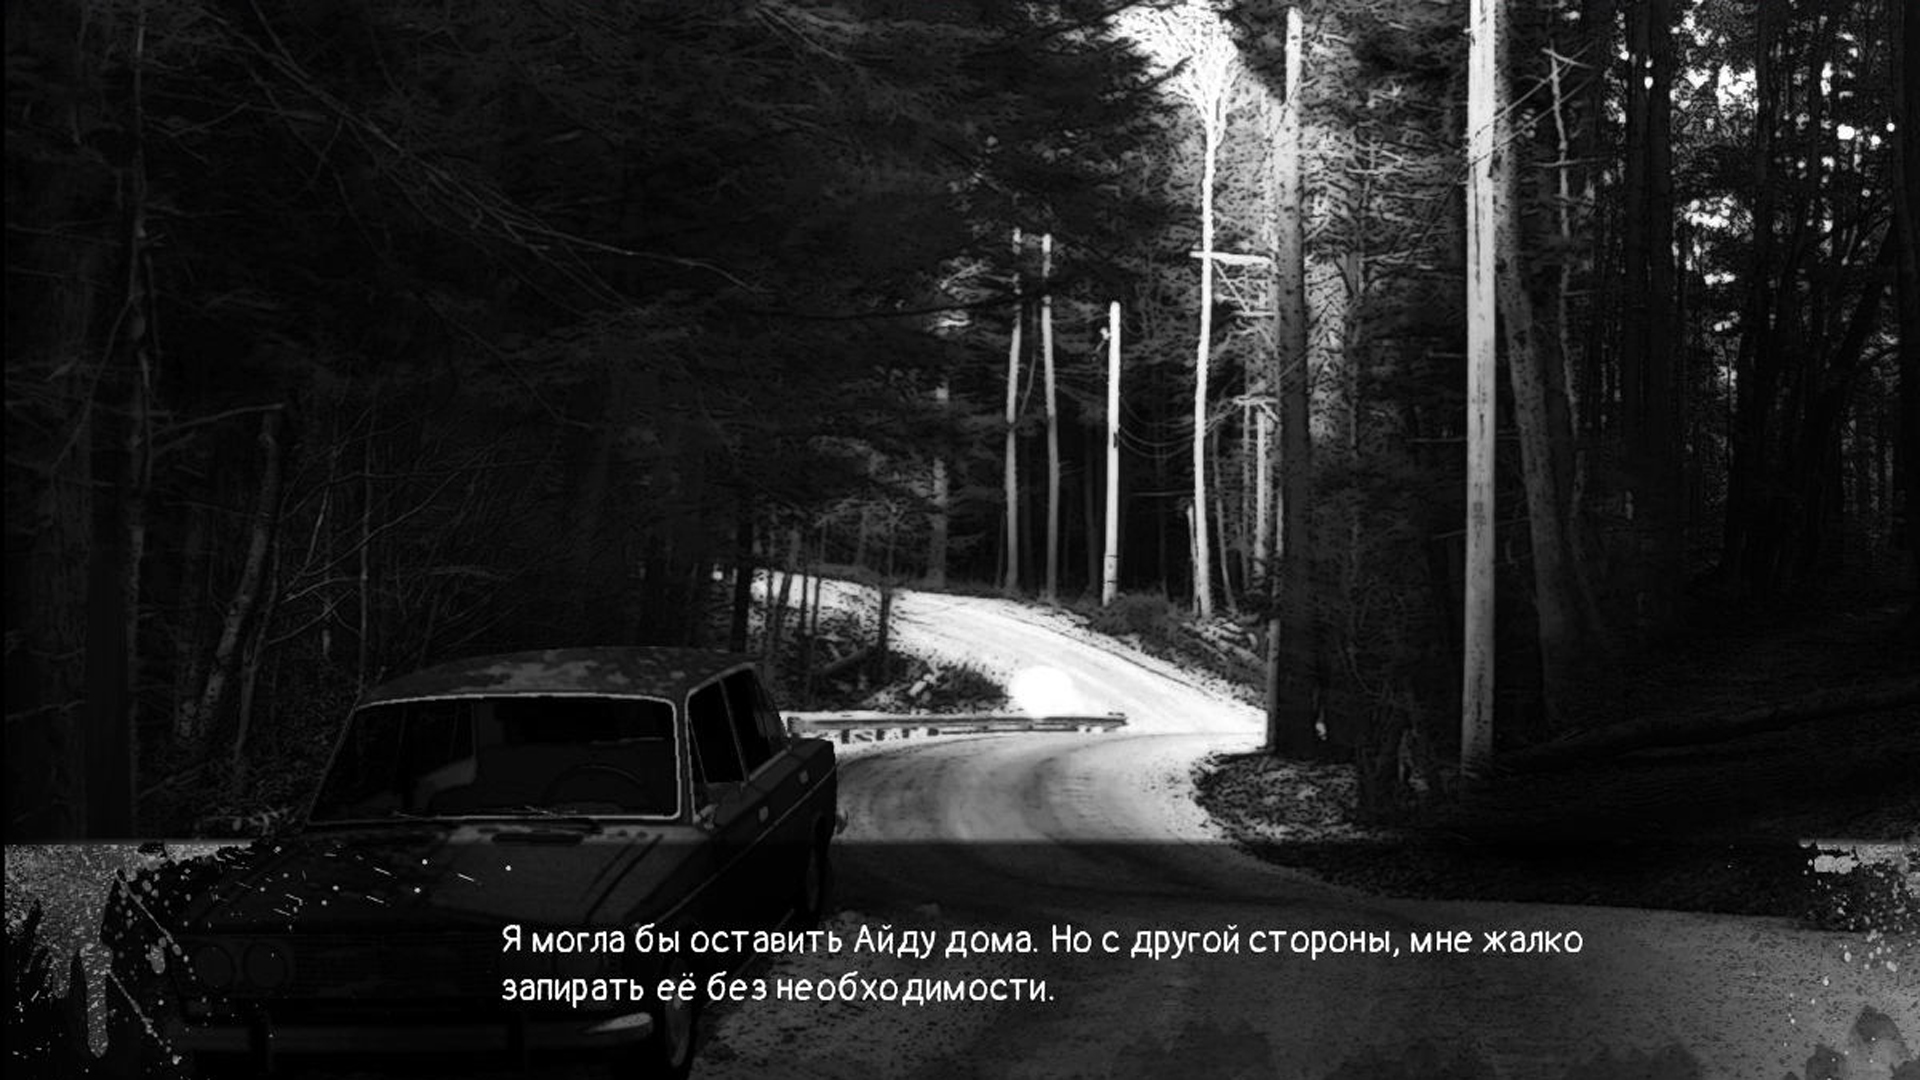 Я могла бы оставить Айду дома. Но с другой стороны, мне жалко
запирать её без необходимости.